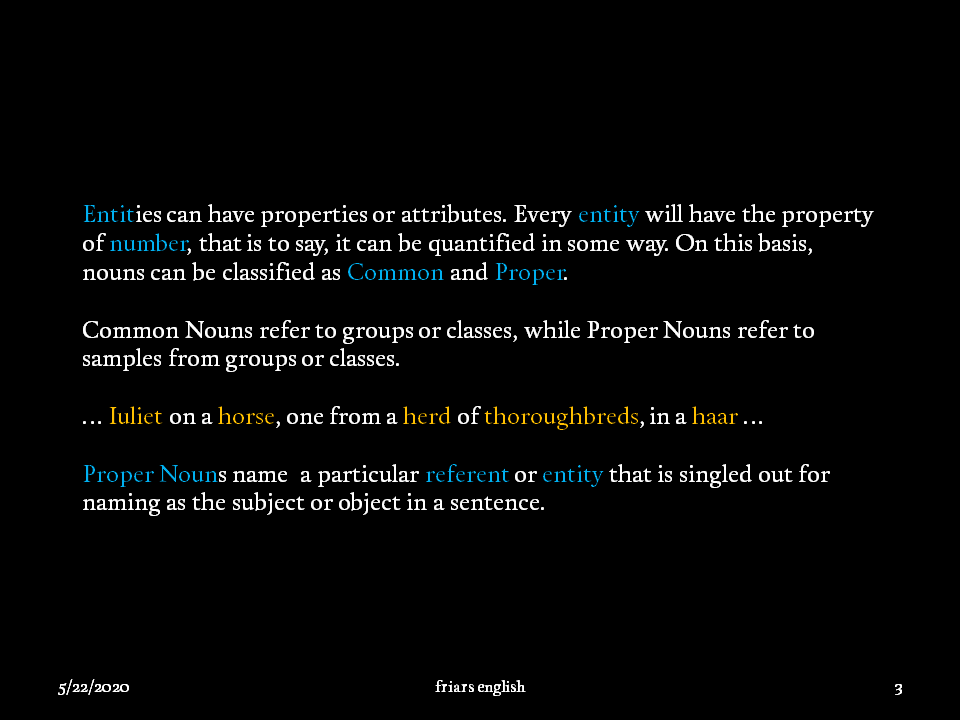 Entities can have properties or attributes. Every entity will have the property
of number, that is to say, it can be quantified in some way. On this basis,
nouns can be classified as Common and Proper.
Common Nouns refer to groups or classes, while Proper Nouns refer to
samples from groups or classes.
… Iuliet on a horse, one from a herd of thoroughbreds, in a haar …
Proper Nouns name  a particular referent or entity that is singled out for
naming as the subject or object in a sentence.
5/22/2020 friars english 3